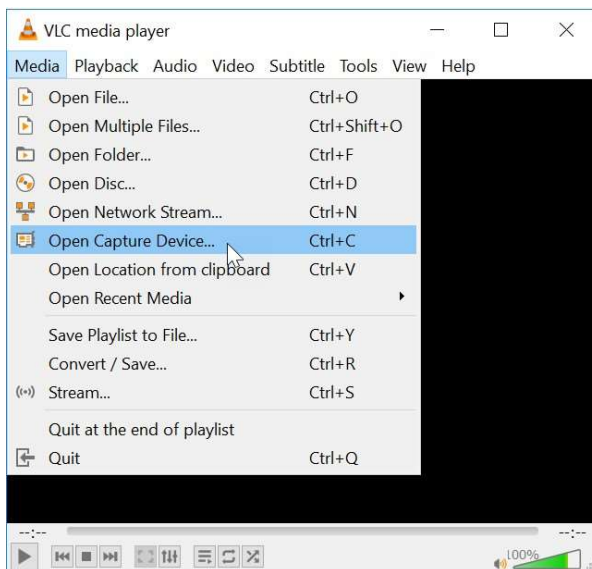 VLC media player
Media Playback Audio Video Subtitle Tools View Help
Open File... Ctrl+O
Open Multiple Files... Ctrl+Shift+O
Open Folder... Ctrl+F
Open Disc... Ctrl+D
Open Network Stream... Ctrl+N
Open Capture Device... Ctrl+C
Open Location from clipboard Ctrl+V
Open Recent Media
Save Playlist to File... Ctrl+Y
Convert / Save... Ctrl+R
Stream... Ctrl+S
Quit at the end of playlist
Quit Ctrl+Q
--:-- --:--
100%